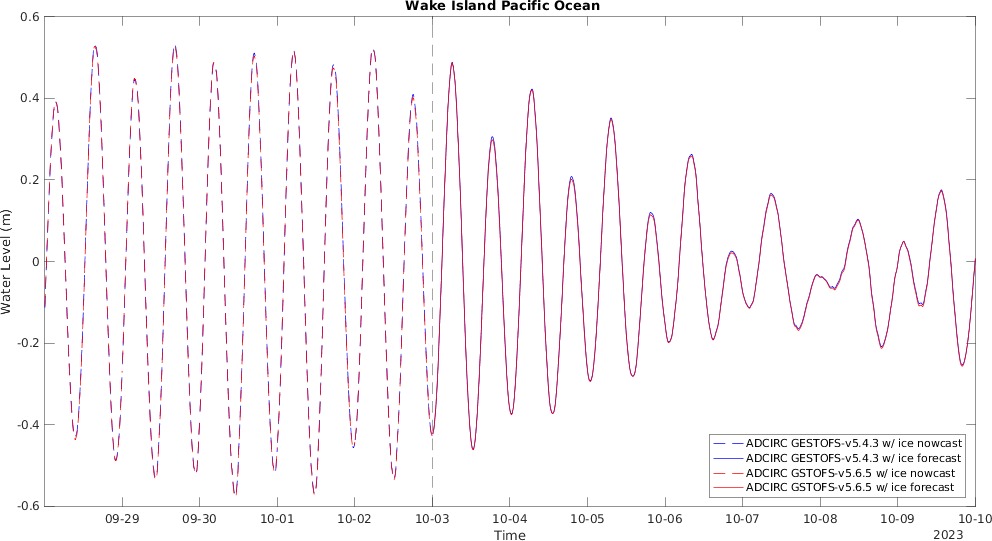 Wake Island Pacific Ocean
0.6
0.4
0.2
0
-0.2
-0.4
-0.6
Water Level (m)
ADCIRC GESTOFS-v5.4.3 w/ ice nowcast
ADCIRC GESTOFS-v5.4.3 w/ ice forecast
ADCIRC GSTOFS-v5.6.5 w/ ice nowcast
ADCIRC GSTOFS-v5.6.5 w/ ice forecast
09-29 09-30 10-01 10-02 10-03 10-04 10-05 10-06 10-07 10-08 10-09 10-10
Time
2023